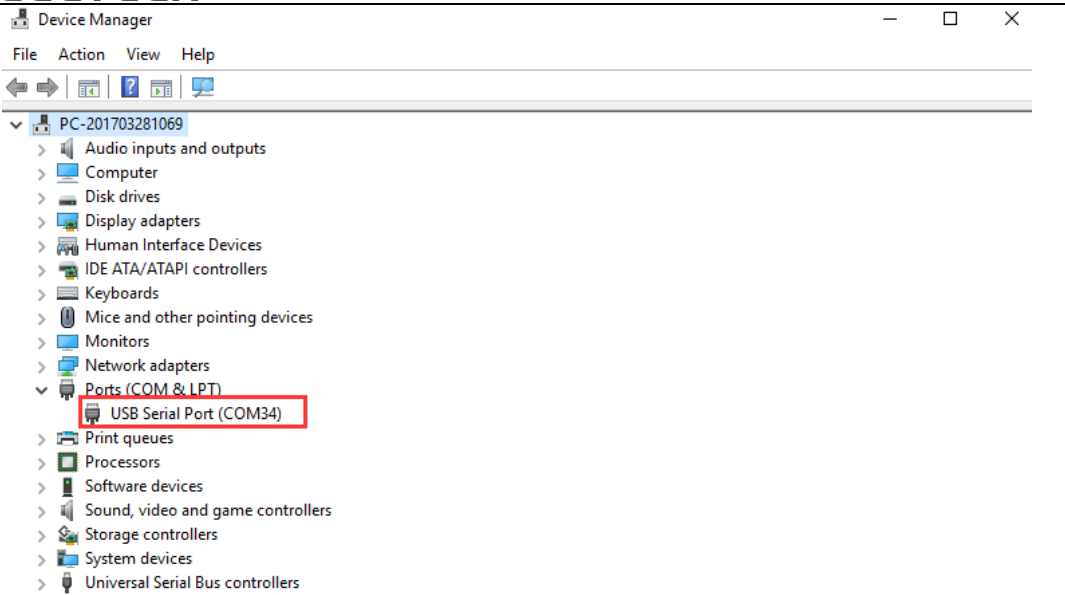 Device Manager
File Action View Help
PC-201703281069
Audio inputs and outputs
Computer
Disk drives
Display adapters
Human Interface Devices
IDE ATA/ATAPI controllers
Keyboards
Mice and other pointing devices
Monitors
Network adapters
Ports (COM & LPT)
USB Serial Port (COM34)
Print queues
Processors
Software devices
Sound, video and game controllers
Storage controllers
System devices
Universal Serial Bus controllers